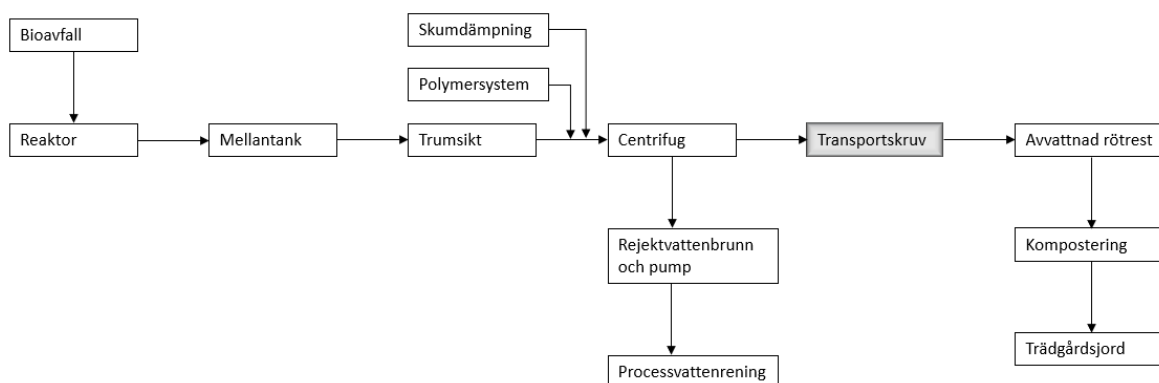 Skumdämpning
Bioavfall
Polymersystem
Reaktor
Mellantank
Trumsikt
Centrifug
Transportskruv
Avvattnad rötrest
Rejektvattenbrunn
och pump
Kompostering
Processvattenrening
Trädgårdsjord